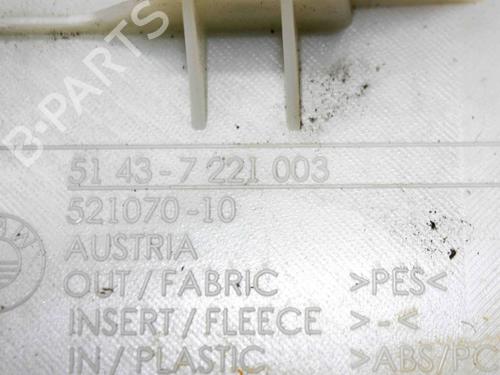 B-PARTS
51 43-7 221 003
521070-10
AUSTRIA
OUT/FABRIC >PES<
INSERT/FLEECE >-<
IN/PLASTIC >ABS/PC